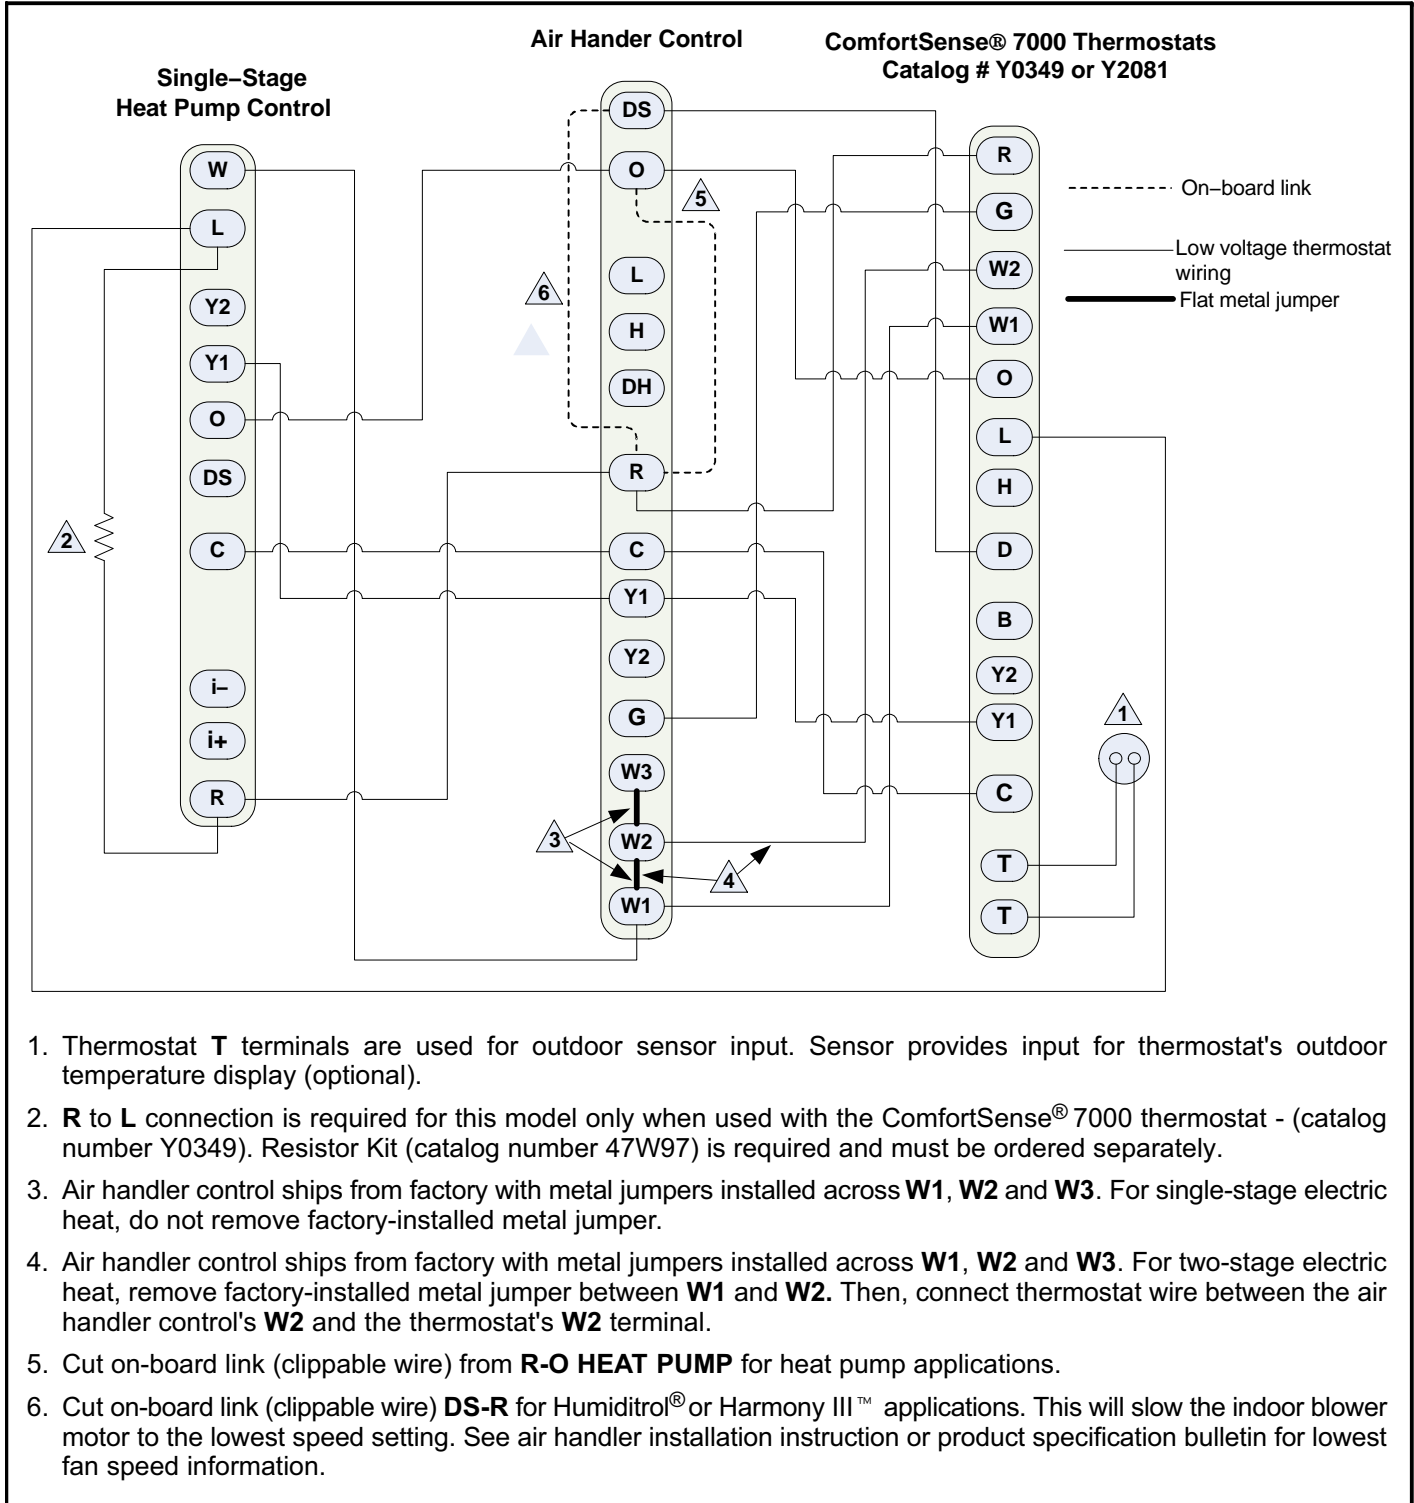 Air Hander Control
ComfortSense® 7000 Thermostats
Catalog # Y0349 or Y2081
Single–Stage
Heat Pump Control
W
L
Y2
Y1
O
DS
C
i–
i+
R
2
DS
O
L
H
DH
R
C
Y1
Y2
G
W3
W2
W1
5
6
3
4
R
G
W2
W1
O
L
H
D
B
Y2
Y1
C
T
T
1
On–board link
Low voltage thermostat
wiring
Flat metal jumper
1. Thermostat T terminals are used for outdoor sensor input. Sensor provides input for thermostat's outdoor
temperature display (optional).
2. R to L connection is required for this model only when used with the ComfortSense® 7000 thermostat - (catalog
number Y0349). Resistor Kit (catalog number 47W97) is required and must be ordered separately.
3. Air handler control ships from factory with metal jumpers installed across W1, W2 and W3. For single-stage electric
heat, do not remove factory-installed metal jumper.
4. Air handler control ships from factory with metal jumpers installed across W1, W2 and W3. For two-stage electric
heat, remove factory-installed metal jumper between W1 and W2. Then, connect thermostat wire between the air
handler control's W2 and the thermostat's W2 terminal.
5. Cut on-board link (clippable wire) from R-O HEAT PUMP for heat pump applications.
6. Cut on-board link (clippable wire) DS-R for Humiditrol® or Harmony III™ applications. This will slow the indoor blower
motor to the lowest speed setting. See air handler installation instruction or product specification bulletin for lowest
fan speed information.